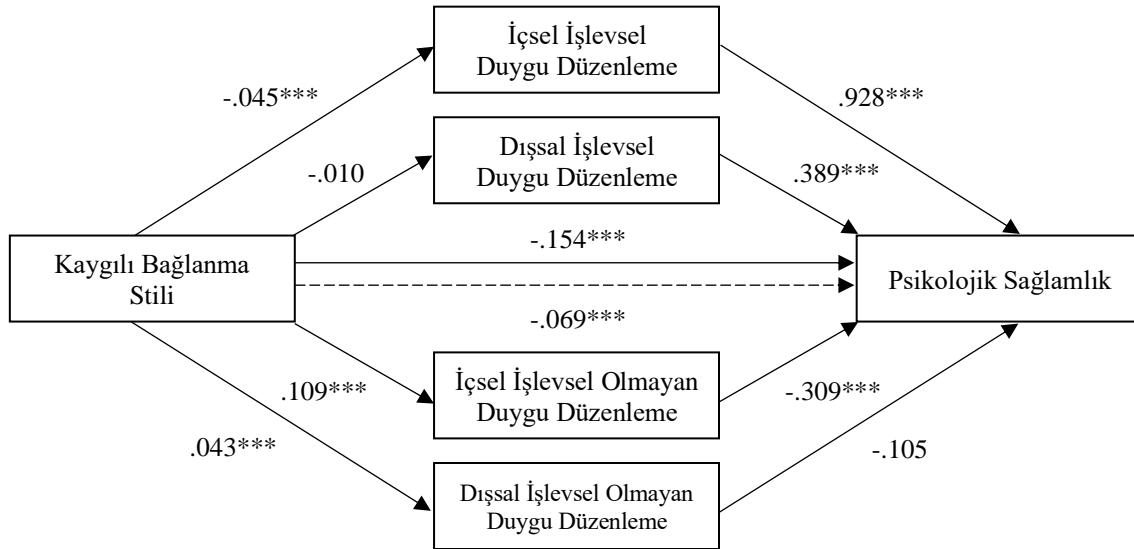 İçsel İşlevsel
Duygu Düzenleme
-.045***
.928***
Dışsal İşlevsel
Duygu Düzenleme
-.010
.389***
Kaygılı Bağlanma
Stili
-.154***
-.069***
Psikolojik Sağlamlık
İçsel İşlevsel Olmayan
Duygu Düzenleme
.109***
-.309***
.043***
-.105
Dışsal İşlevsel Olmayan
Duygu Düzenleme